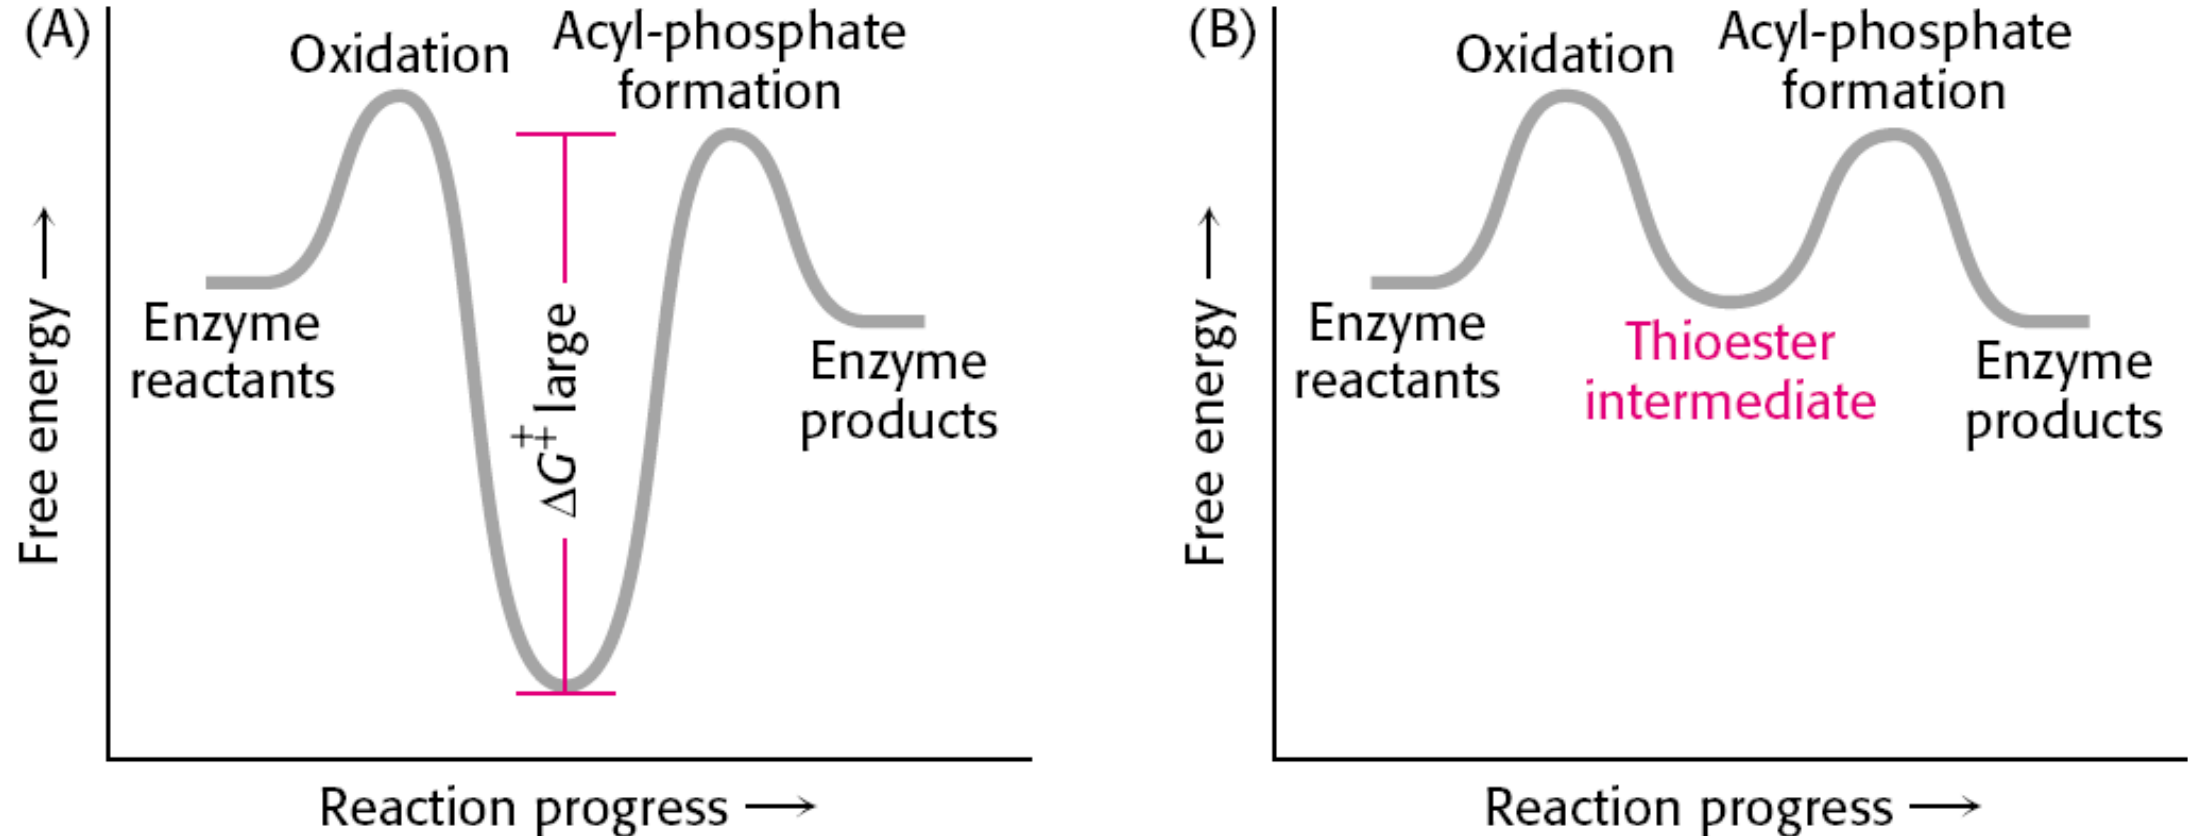 (A)
Oxidation
Acyl-phosphate
formation
Free energy →
Enzyme
reactants
ΔG‡ large
Enzyme
products
Reaction progress →
(B)
Oxidation
Acyl-phosphate
formation
Free energy →
Enzyme
reactants
Thioester
intermediate
Enzyme
products
Reaction progress →